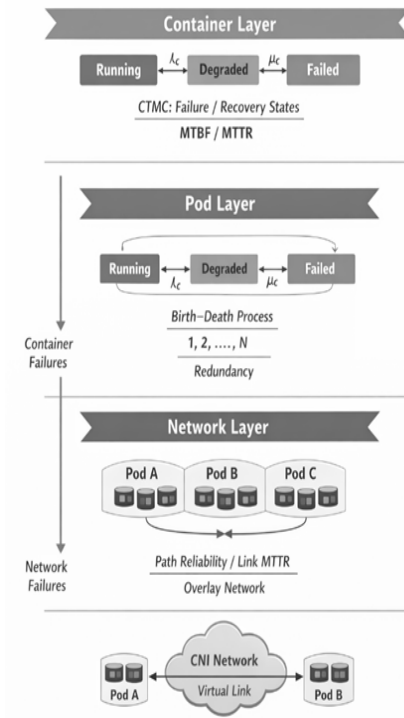 Container Layer
λc μc
Running Degraded Failed
CTMC: Failure / Recovery States
MTBF / MTTR
Pod Layer
Running Degraded Failed
λc μc
Birth–Death Process
1, 2, ...., N
Redundancy
Container
Failures
Network Layer
Pod A Pod B Pod C
Path Reliability / Link MTTR
Overlay Network
Network
Failures
CNI Network
Virtual Link
Pod A Pod B